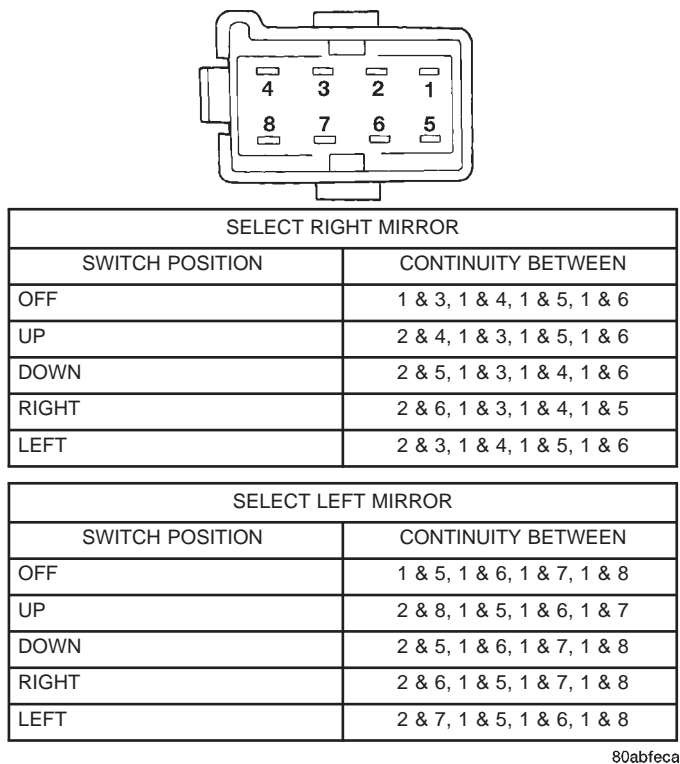 4 3 2 1
8 7 6 5
SELECT RIGHT MIRROR
SWITCH POSITION CONTINUITY BETWEEN
OFF 1 & 3, 1 & 4, 1 & 5, 1 & 6
UP 2 & 4, 1 & 3, 1 & 5, 1 & 6
DOWN 2 & 5, 1 & 3, 1 & 4, 1 & 6
RIGHT 2 & 6, 1 & 3, 1 & 4, 1 & 5
LEFT 2 & 3, 1 & 4, 1 & 5, 1 & 6
SELECT LEFT MIRROR
SWITCH POSITION CONTINUITY BETWEEN
OFF 1 & 5, 1 & 6, 1 & 7, 1 & 8
UP 2 & 8, 1 & 5, 1 & 6, 1 & 7
DOWN 2 & 5, 1 & 6, 1 & 7, 1 & 8
RIGHT 2 & 6, 1 & 5, 1 & 7, 1 & 8
LEFT 2 & 7, 1 & 5, 1 & 6, 1 & 8
80abfeca